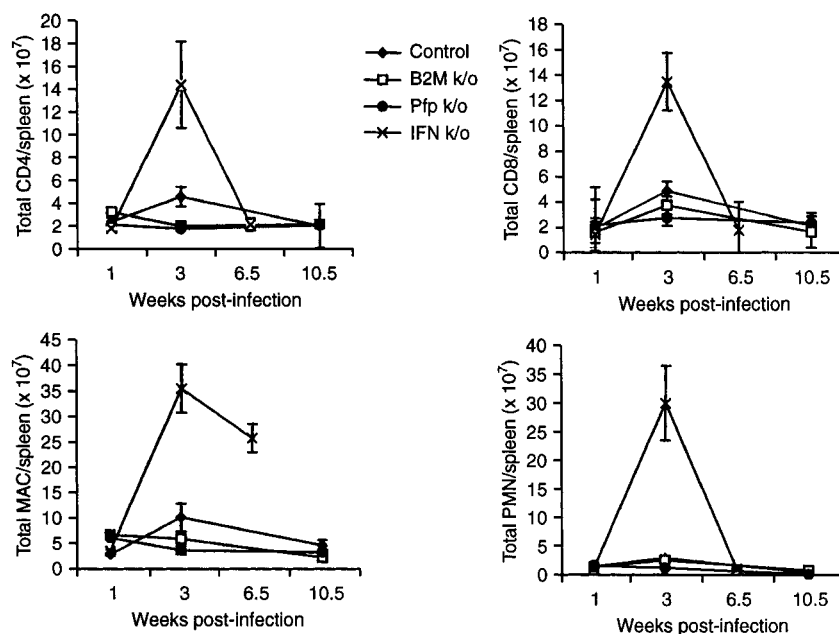 Total CD4/spleen (x 10⁷)
20
18
16
14
12
10
8
6
4
2
0
1 3 6.5 10.5
Weeks post-infection
Control
B2M k/o
Pfp k/o
IFN k/o
Total CD8/spleen (x 10⁷)
18
16
14
12
10
8
6
4
2
0
1 3 6.5 10.5
Weeks post-infection
Total MAC/spleen (x 10⁷)
45
40
35
30
25
20
15
10
5
0
1 3 6.5 10.5
Weeks post-infection
Total PMN/spleen (x 10⁷)
40
35
30
25
20
15
10
5
0
1 3 6.5 10.5
Weeks post-infection